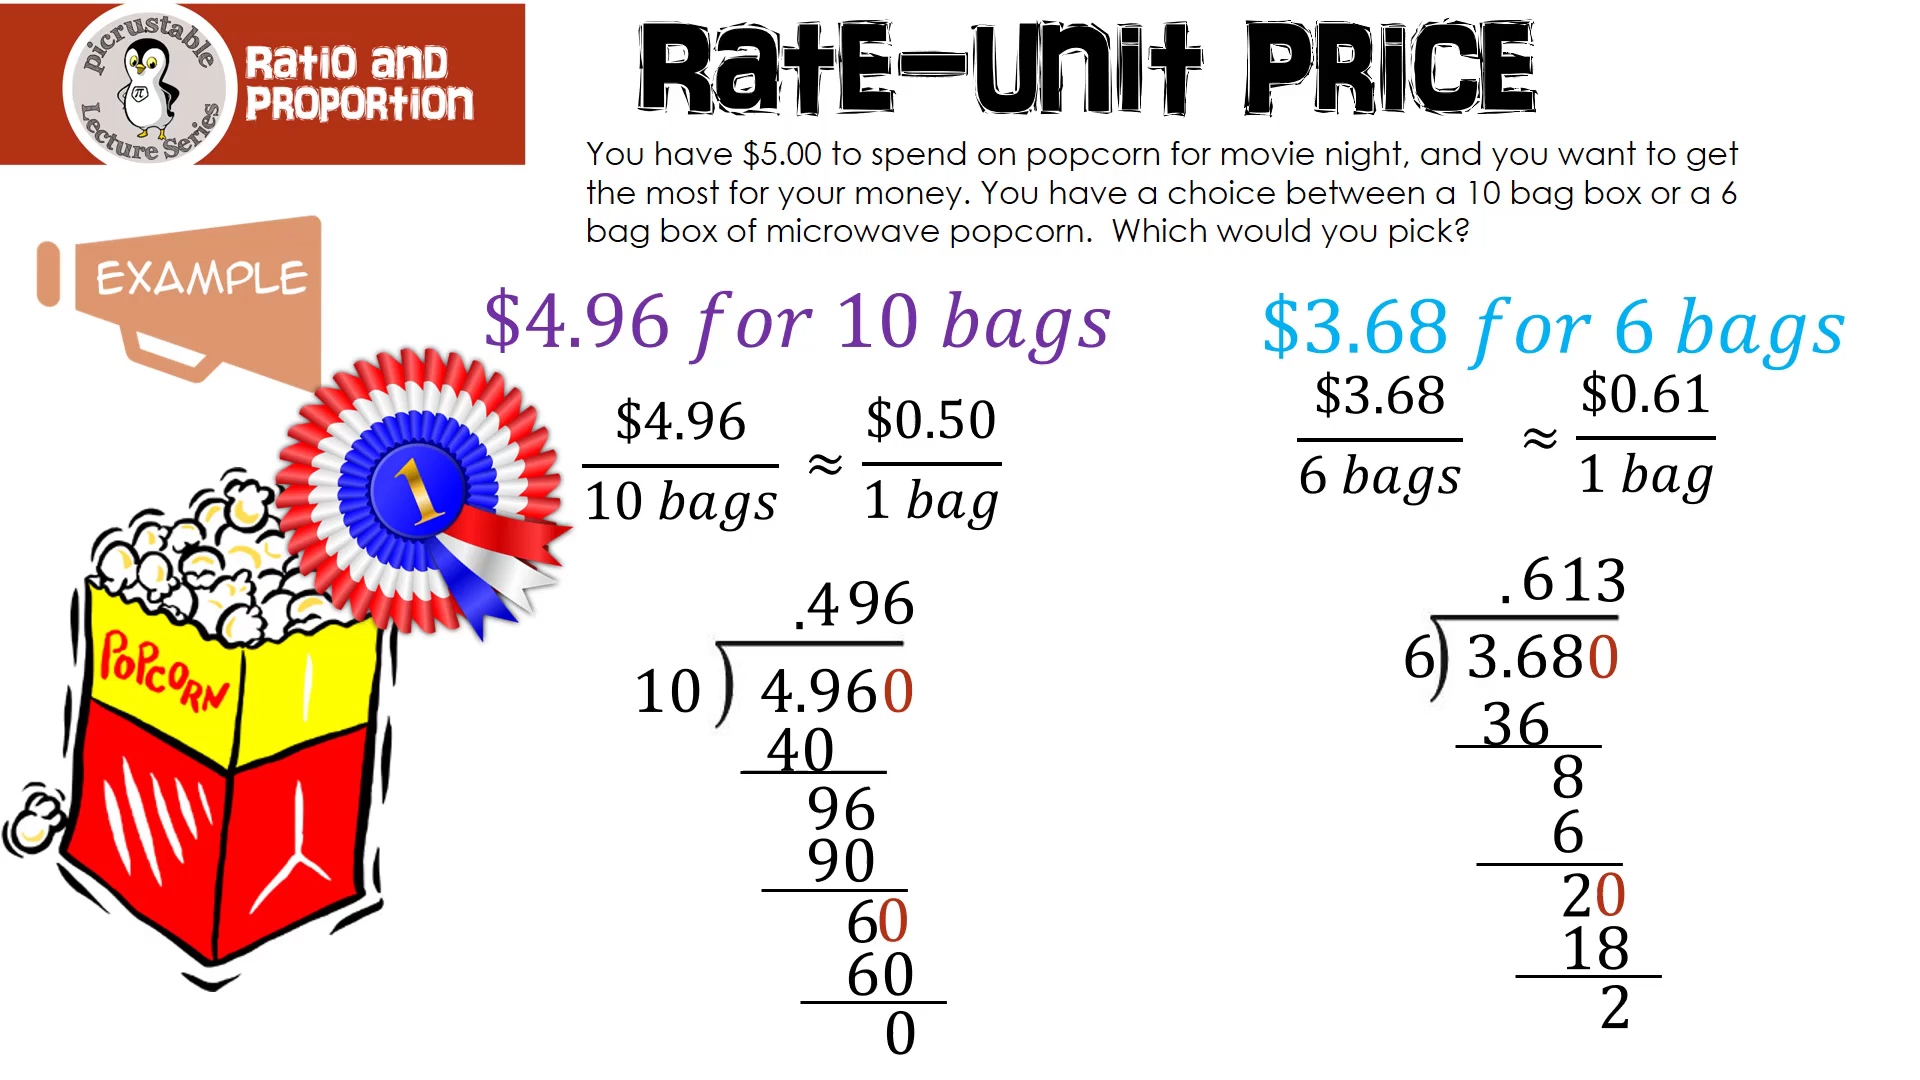 picrustable
Lecture Series
π
Ratio and
Proportion
Rate-Unit Price
You have $5.00 to spend on popcorn for movie night, and you want to get
the most for your money. You have a choice between a 10 bag box or a 6
bag box of microwave popcorn.  Which would you pick?
EXAMPLE
$4.96 for 10 bags
$4.96
10 bags
≈
$0.50
1 bag
.496
10 ) 4.960
40
96
90
60
60
0
$3.68 for 6 bags
$3.68
6 bags
≈
$0.61
1 bag
.613
6 ) 3.680
36
8
6
20
18
2
1
POPCORN